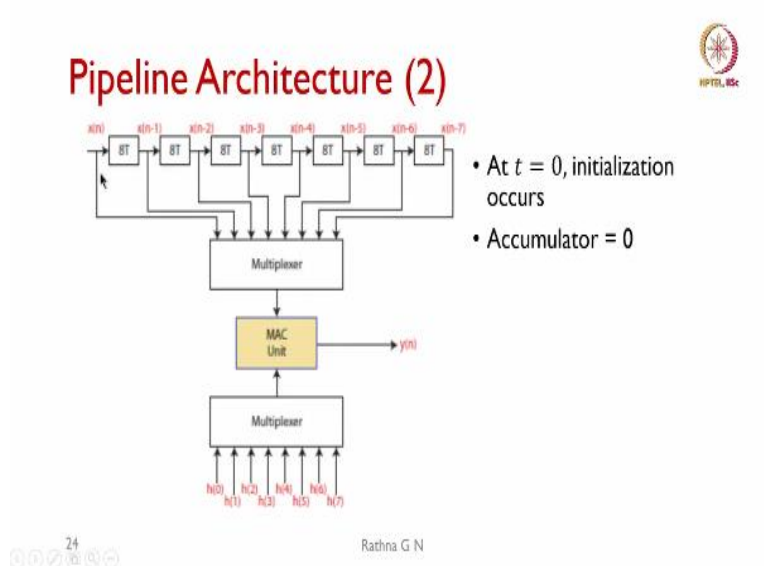 Pipeline Architecture (2)
NPTEL, IISc
x(n) x(n-1) x(n-2) x(n-3) x(n-4) x(n-5) x(n-6) x(n-7)
8T 8T 8T 8T 8T 8T 8T
• At t = 0, initialization
occurs
• Accumulator = 0
Multiplexer
MAC
Unit
y(n)
Multiplexer
h(0) h(2) h(4) h(6)
h(1) h(3) h(5) h(7)
24
Rathna G N